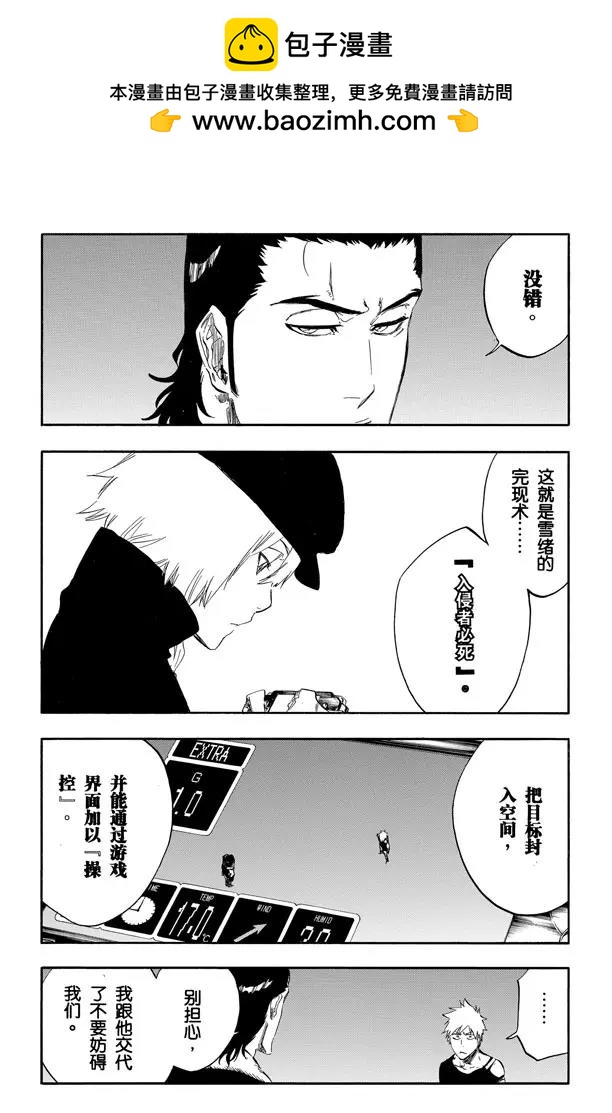 包子漫畫
本漫畫由包子漫畫收集整理，更多免費漫畫請訪問
👉 www.baozimh.com 👈
没错。
这就是雪绪的
完现术……
『入侵者必死』。
EXTRA
G
1.0
把目标封
入空间，
并能通过游戏
界面加以『操
控』。
TIME
TEMP
17.0
°C
WIND
HUMID
……
别担心，
我跟他交代
了不要妨碍
我们。